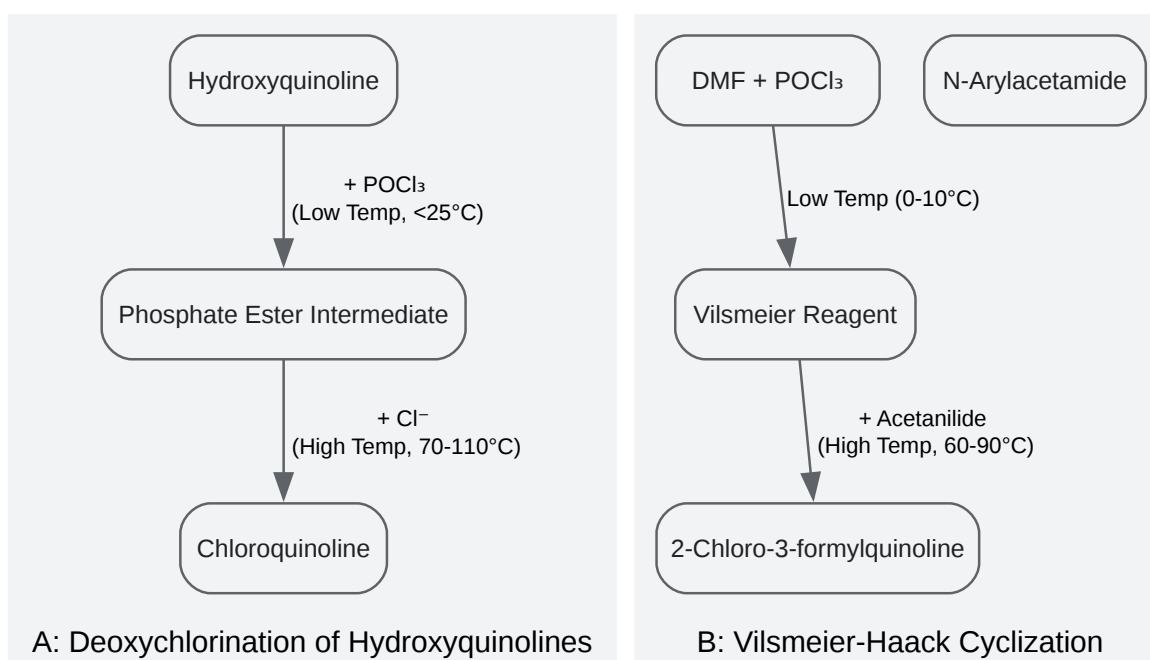 Hydroxyquinoline
+ POCl₃
(Low Temp, <25°C)
Phosphate Ester Intermediate
+ Cl⁻
(High Temp, 70-110°C)
Chloroquinoline
A: Deoxychlorination of Hydroxyquinolines
DMF + POCl₃
N-Arylacetamide
Low Temp (0-10°C)
Vilsmeier Reagent
+ Acetanilide
(High Temp, 60-90°C)
2-Chloro-3-formylquinoline
B: Vilsmeier-Haack Cyclization